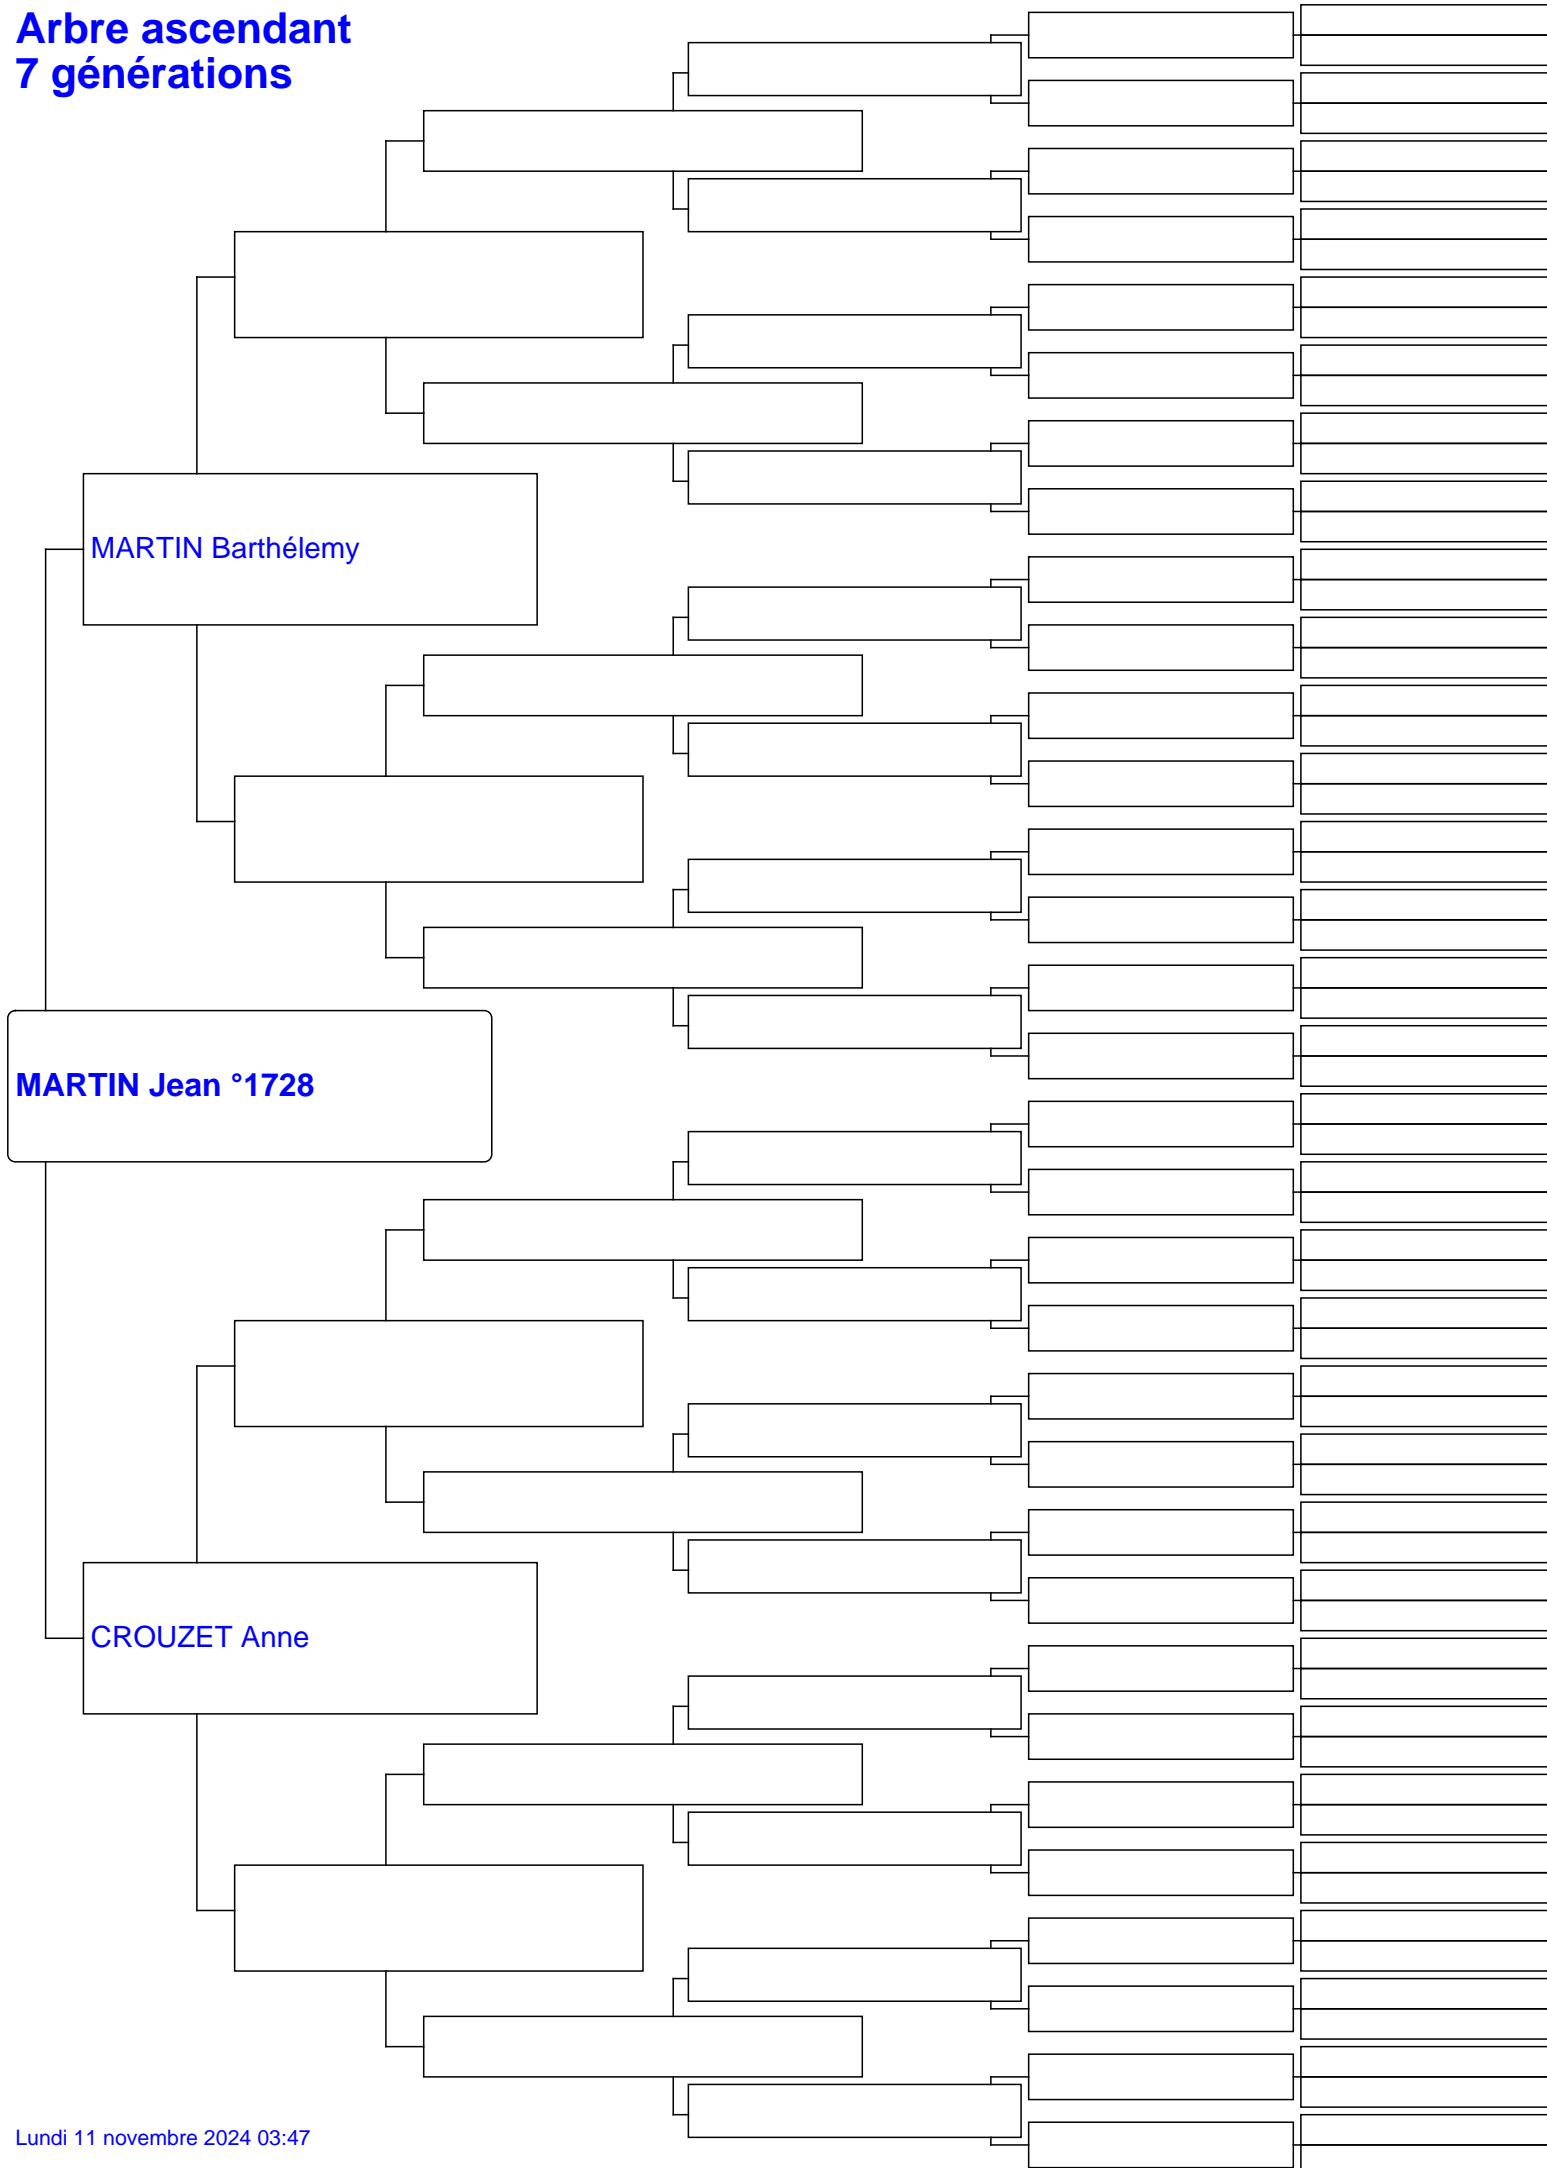 Arbre ascendant
7 générations
MARTIN Barthélemy
MARTIN Jean °1728
CROUZET Anne
Lundi 11 novembre 2024 03:47